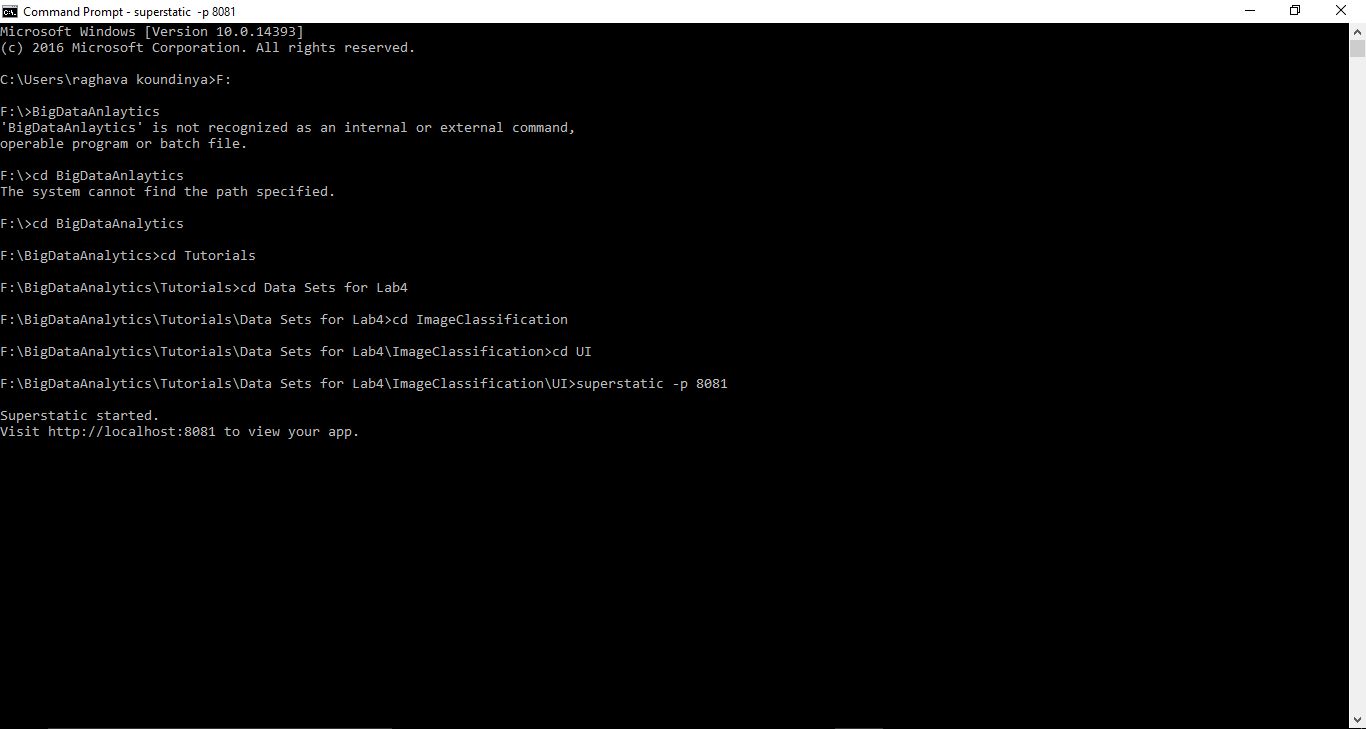 Command Prompt - superstatic -p 8081
Microsoft Windows [Version 10.0.14393]
(c) 2016 Microsoft Corporation. All rights reserved.
C:\Users\raghava koundinya>F:
F:\>BigDataAnlaytics
'BigDataAnlaytics' is not recognized as an internal or external command,
operable program or batch file.
F:\>cd BigDataAnlaytics
The system cannot find the path specified.
F:\>cd BigDataAnalytics
F:\BigDataAnalytics>cd Tutorials
F:\BigDataAnalytics\Tutorials>cd Data Sets for Lab4
F:\BigDataAnalytics\Tutorials\Data Sets for Lab4>cd ImageClassification
F:\BigDataAnalytics\Tutorials\Data Sets for Lab4\ImageClassification>cd UI
F:\BigDataAnalytics\Tutorials\Data Sets for Lab4\ImageClassification\UI>superstatic -p 8081
Superstatic started.
Visit http://localhost:8081 to view your app.